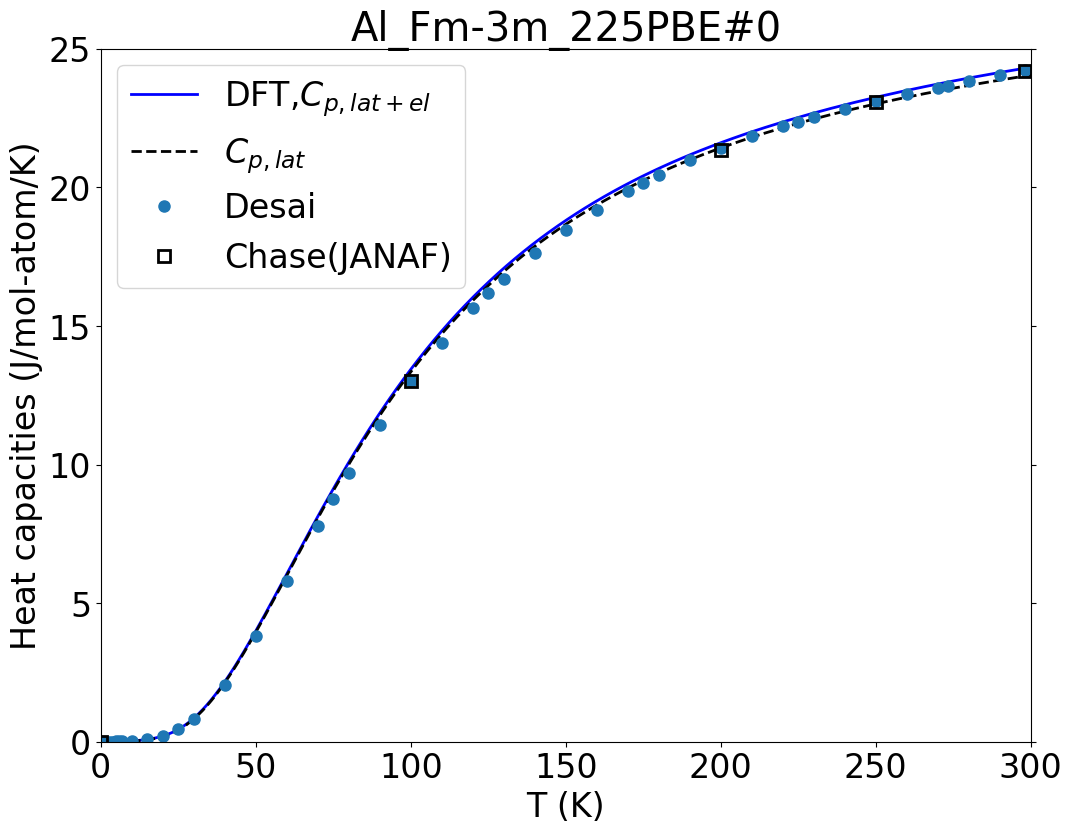 Al_Fm-3m_225PBE#0
25
20
15
10
5
0
Heat capacities (J/mol-atom/K)
DFT,C_{p, lat+el}
C_{p, lat}
Desai
Chase(JANAF)
0 50 100 150 200 250 300
T (K)